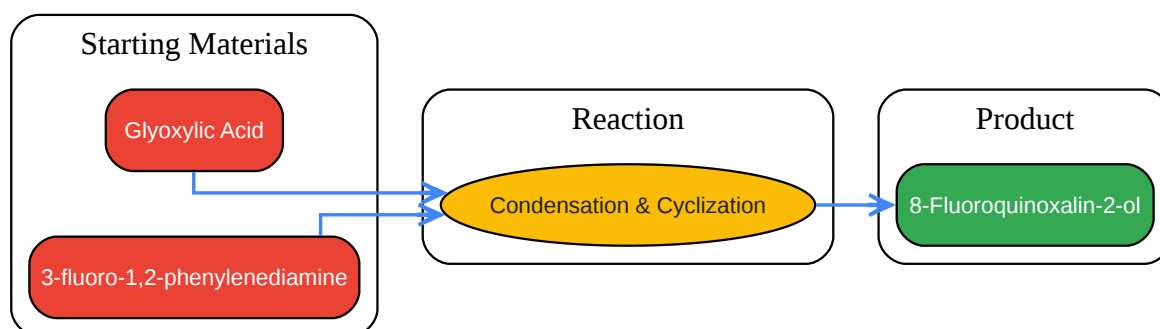 Starting Materials
Glyoxylic Acid
3-fluoro-1,2-phenylenediamine
Reaction
Condensation & Cyclization
Product
8-Fluoroquinoxalin-2-ol